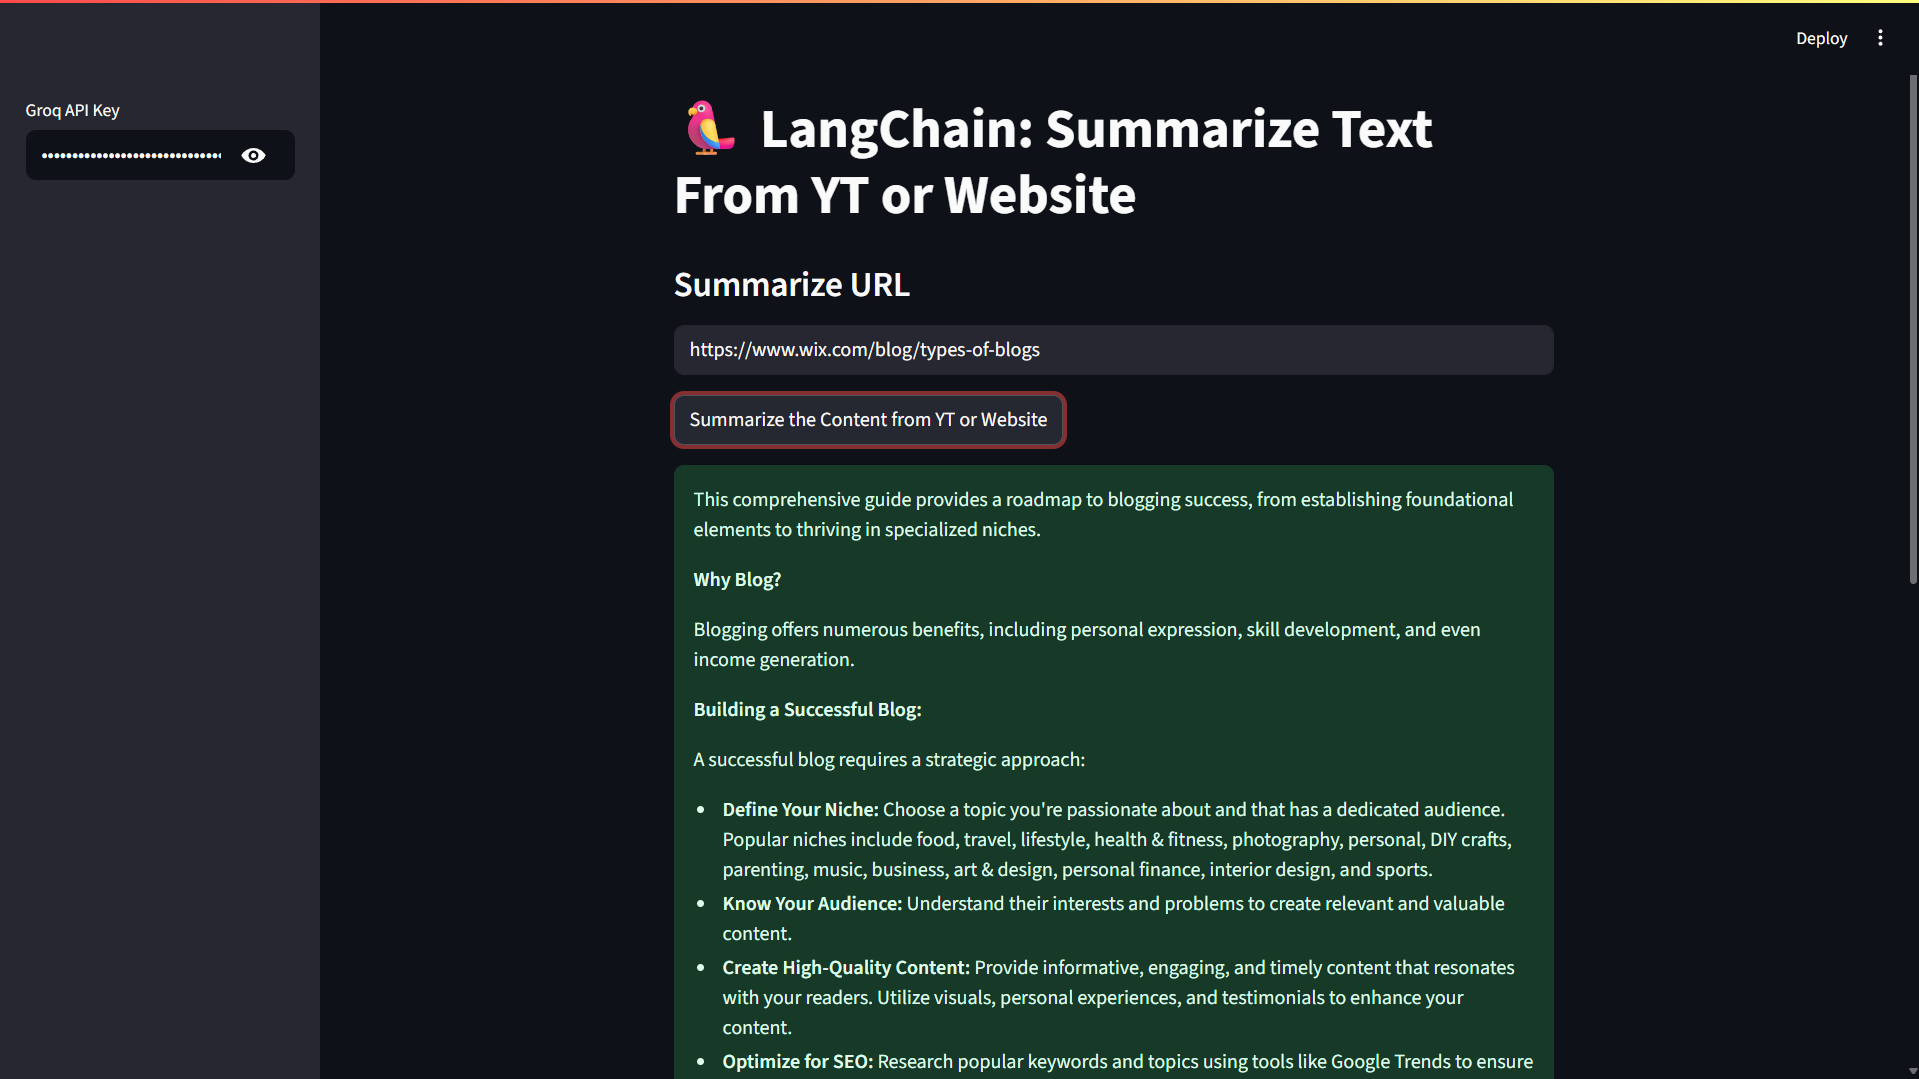 Deploy
Groq API Key
LangChain: Summarize Text
From YT or Website
Summarize URL
https://www.wix.com/blog/types-of-blogs
Summarize the Content from YT or Website
This comprehensive guide provides a roadmap to blogging success, from establishing foundational
elements to thriving in specialized niches.
Why Blog?
Blogging offers numerous benefits, including personal expression, skill development, and even
income generation.
Building a Successful Blog:
A successful blog requires a strategic approach:
• Define Your Niche: Choose a topic you're passionate about and that has a dedicated audience.
Popular niches include food, travel, lifestyle, health & fitness, photography, personal, DIY crafts,
parenting, music, business, art & design, personal finance, interior design, and sports.
• Know Your Audience: Understand their interests and problems to create relevant and valuable
content.
• Create High-Quality Content: Provide informative, engaging, and timely content that resonates
with your readers. Utilize visuals, personal experiences, and testimonials to enhance your
content.
• Optimize for SEO: Research popular keywords and topics using tools like Google Trends to ensure